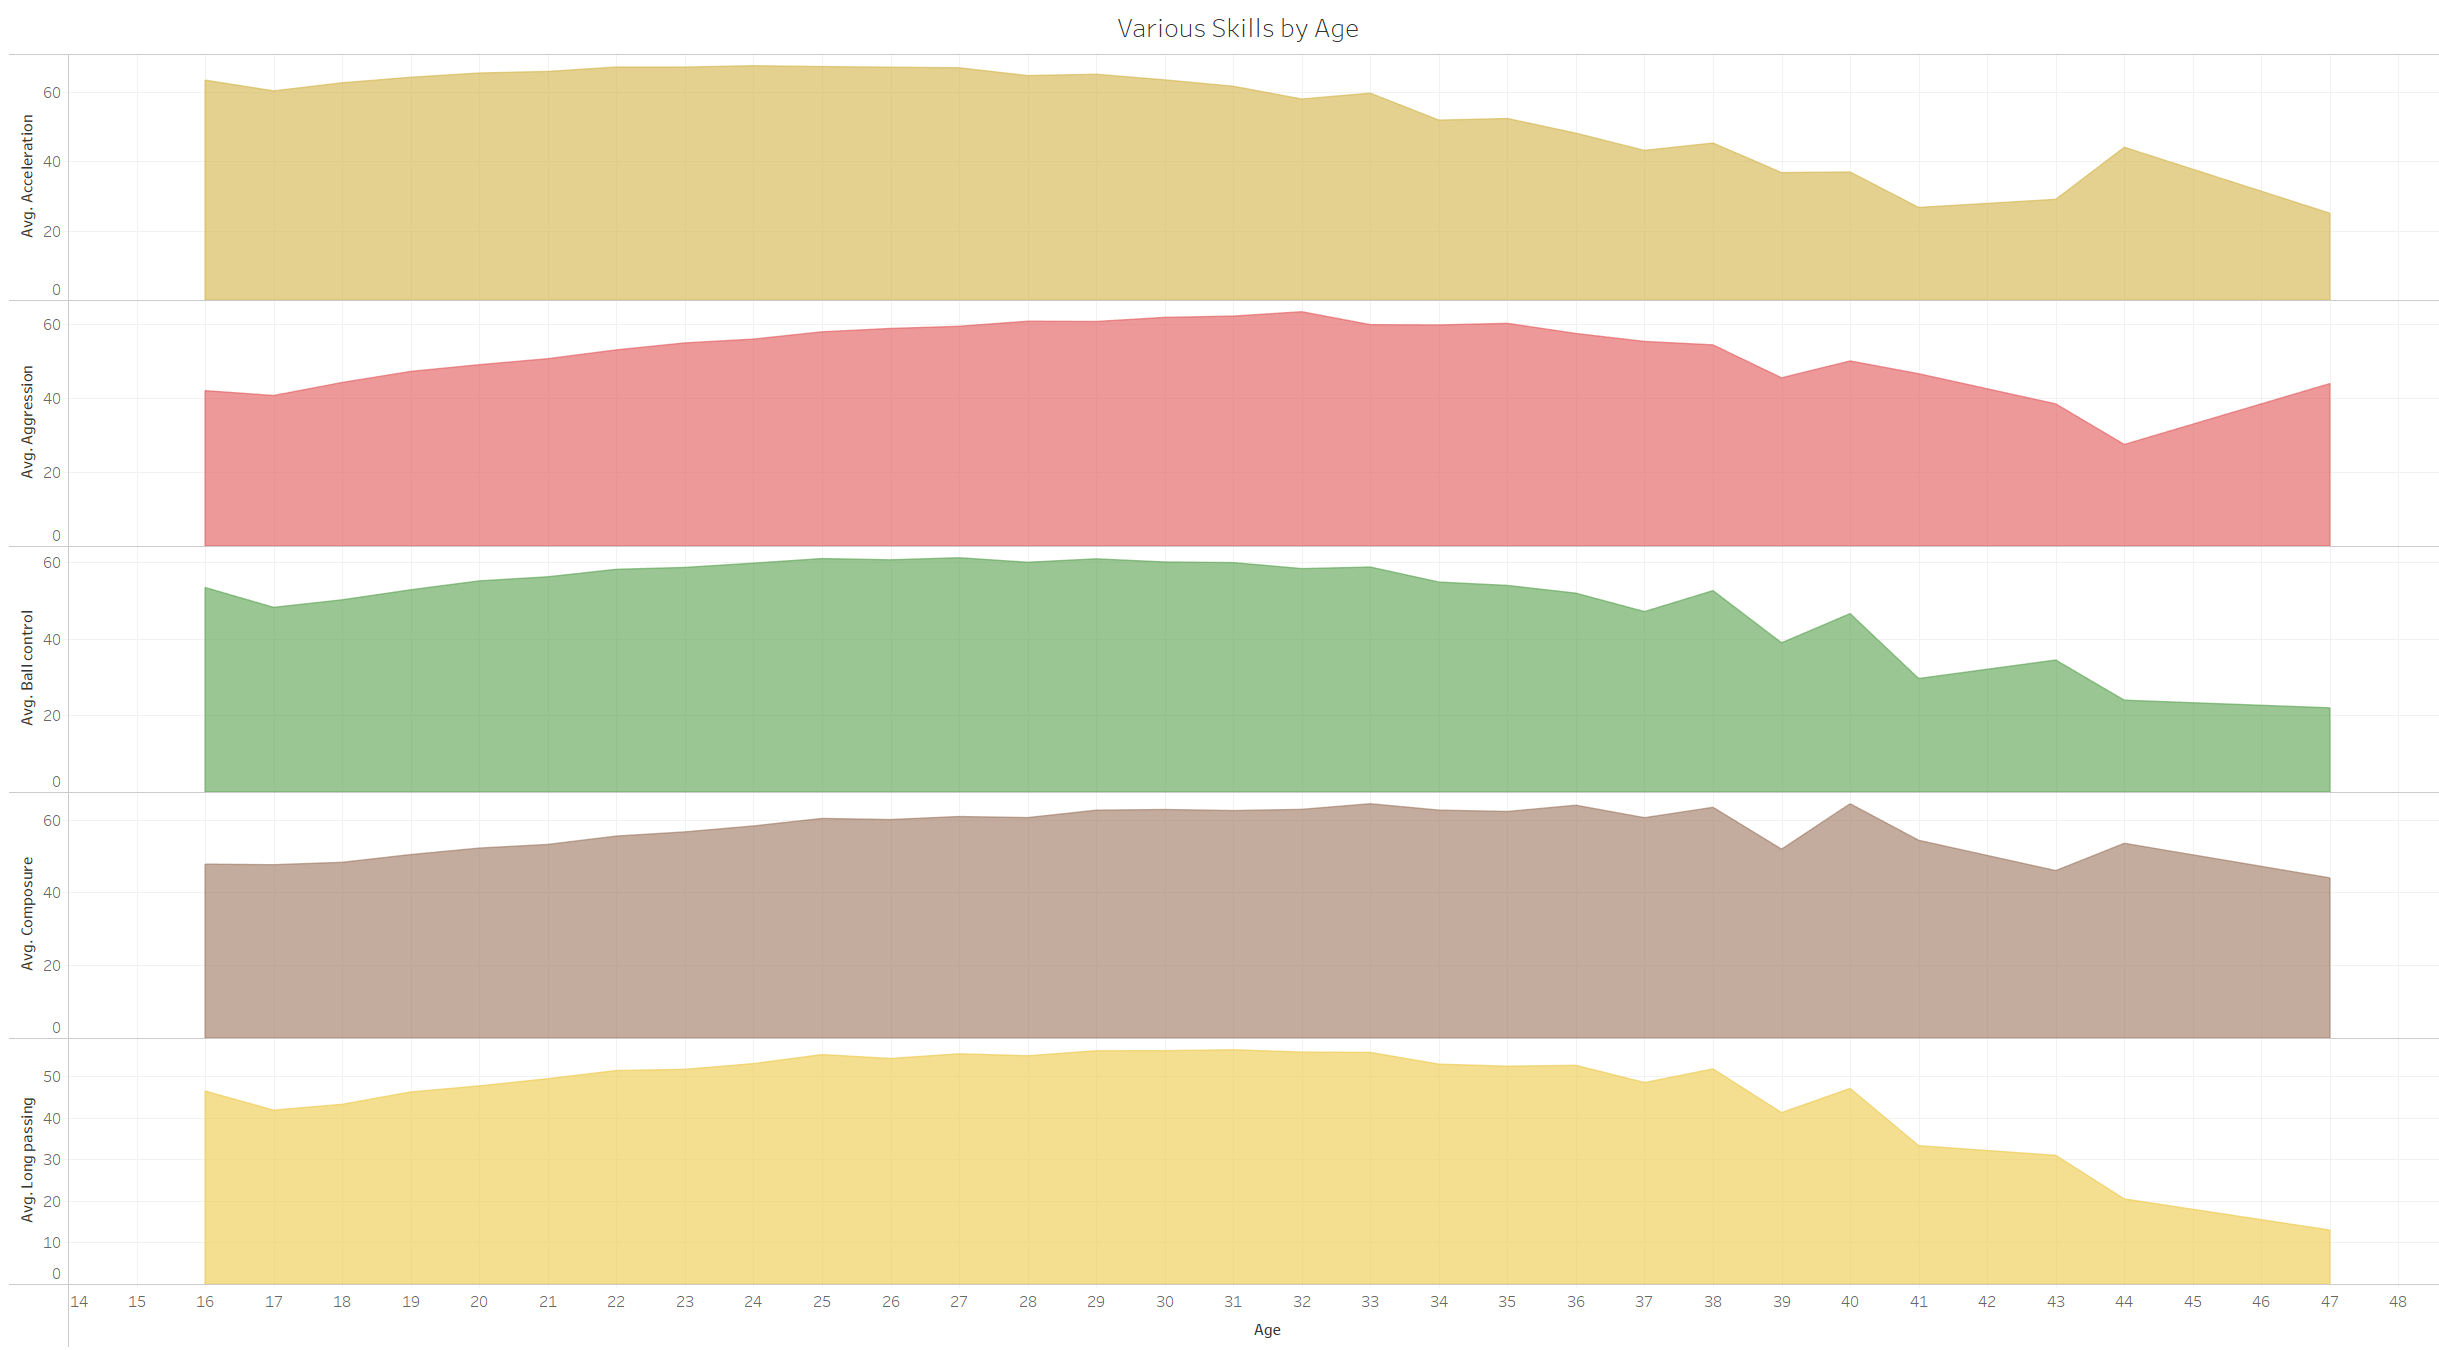 Various Skills by Age
Avg. Acceleration
60
40
20
0
Avg. Aggression
60
40
20
0
Avg. Ball control
60
40
20
0
Avg. Composure
60
40
20
0
Avg. Long passing
50
40
30
20
10
0
14 15 16 17 18 19 20 21 22 23 24 25 26 27 28 29 30 31 32 33 34 35 36 37 38 39 40 41 42 43 44 45 46 47 48
Age